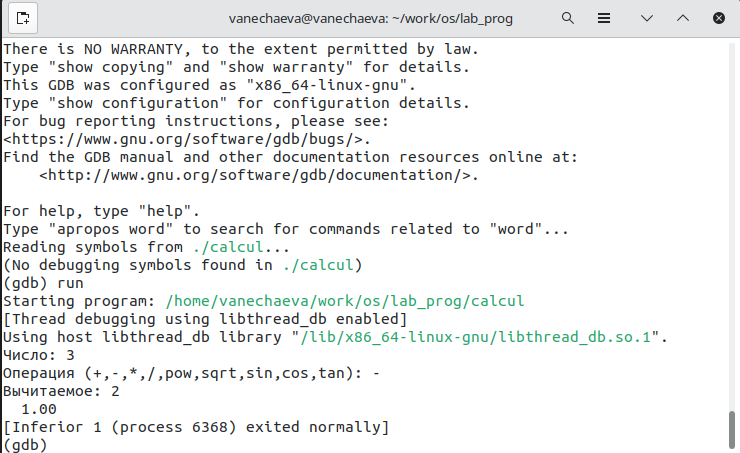 vanechaeva@vanechaeva: ~/work/os/lab_prog
There is NO WARRANTY, to the extent permitted by law.
Type "show copying" and "show warranty" for details.
This GDB was configured as "x86_64-linux-gnu".
Type "show configuration" for configuration details.
For bug reporting instructions, please see:
<https://www.gnu.org/software/gdb/bugs/>.
Find the GDB manual and other documentation resources online at:
    <http://www.gnu.org/software/gdb/documentation/>.

For help, type "help".
Type "apropos word" to search for commands related to "word"...
Reading symbols from ./calcul...
(No debugging symbols found in ./calcul)
(gdb) run
Starting program: /home/vanechaeva/work/os/lab_prog/calcul
[Thread debugging using libthread_db enabled]
Using host libthread_db library "/lib/x86_64-linux-gnu/libthread_db.so.1".
Число: 3
Операция (+,-,*,/,pow,sqrt,sin,cos,tan): -
Вычитаемое: 2
  1.00
[Inferior 1 (process 6368) exited normally]
(gdb)